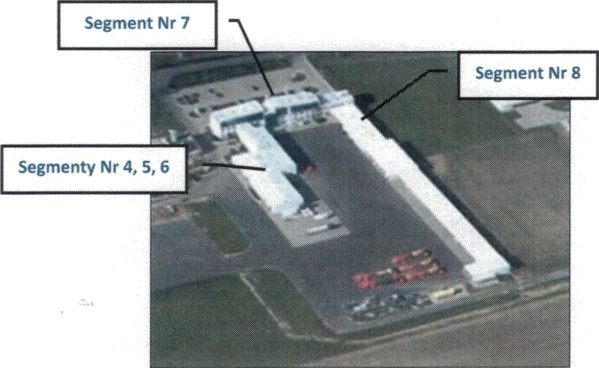 Segment Nr 7
Segment Nr 8
Segmenty Nr 4, 5, 6